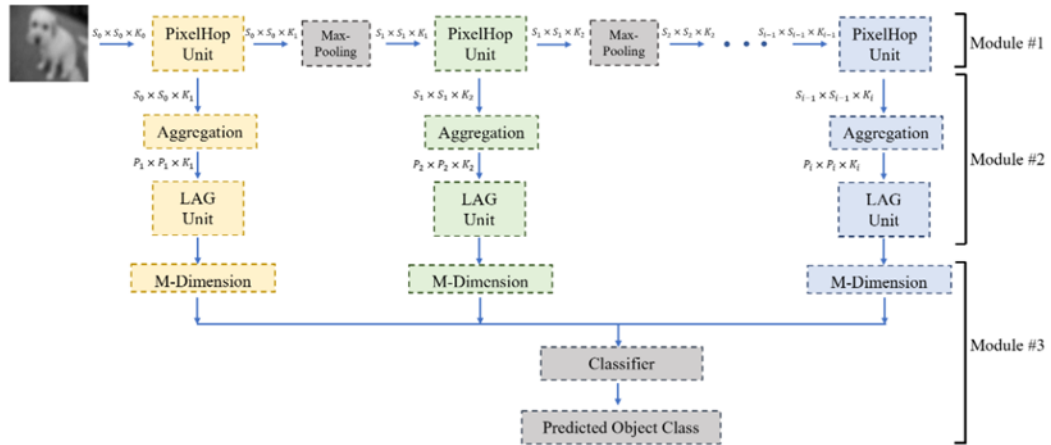 S₀ × S₀ × K₀
PixelHop
Unit
S₀ × S₀ × K₁
Max-
Pooling
S₁ × S₁ × K₁
PixelHop
Unit
S₁ × S₁ × K₂
Max-
Pooling
S₂ × S₂ × K₂
Sᵢ₋₁ × Sᵢ₋₁ × Kᵢ₋₁
PixelHop
Unit
Module #1
S₀ × S₀ × K₁
S₁ × S₁ × K₂
Sᵢ₋₁ × Sᵢ₋₁ × Kᵢ
Aggregation
Aggregation
Aggregation
Module #2
P₁ × P₁ × K₁
P₂ × P₂ × K₂
Pᵢ × Pᵢ × Kᵢ
LAG
Unit
LAG
Unit
LAG
Unit
M-Dimension
M-Dimension
M-Dimension
Module #3
Classifier
Predicted Object Class